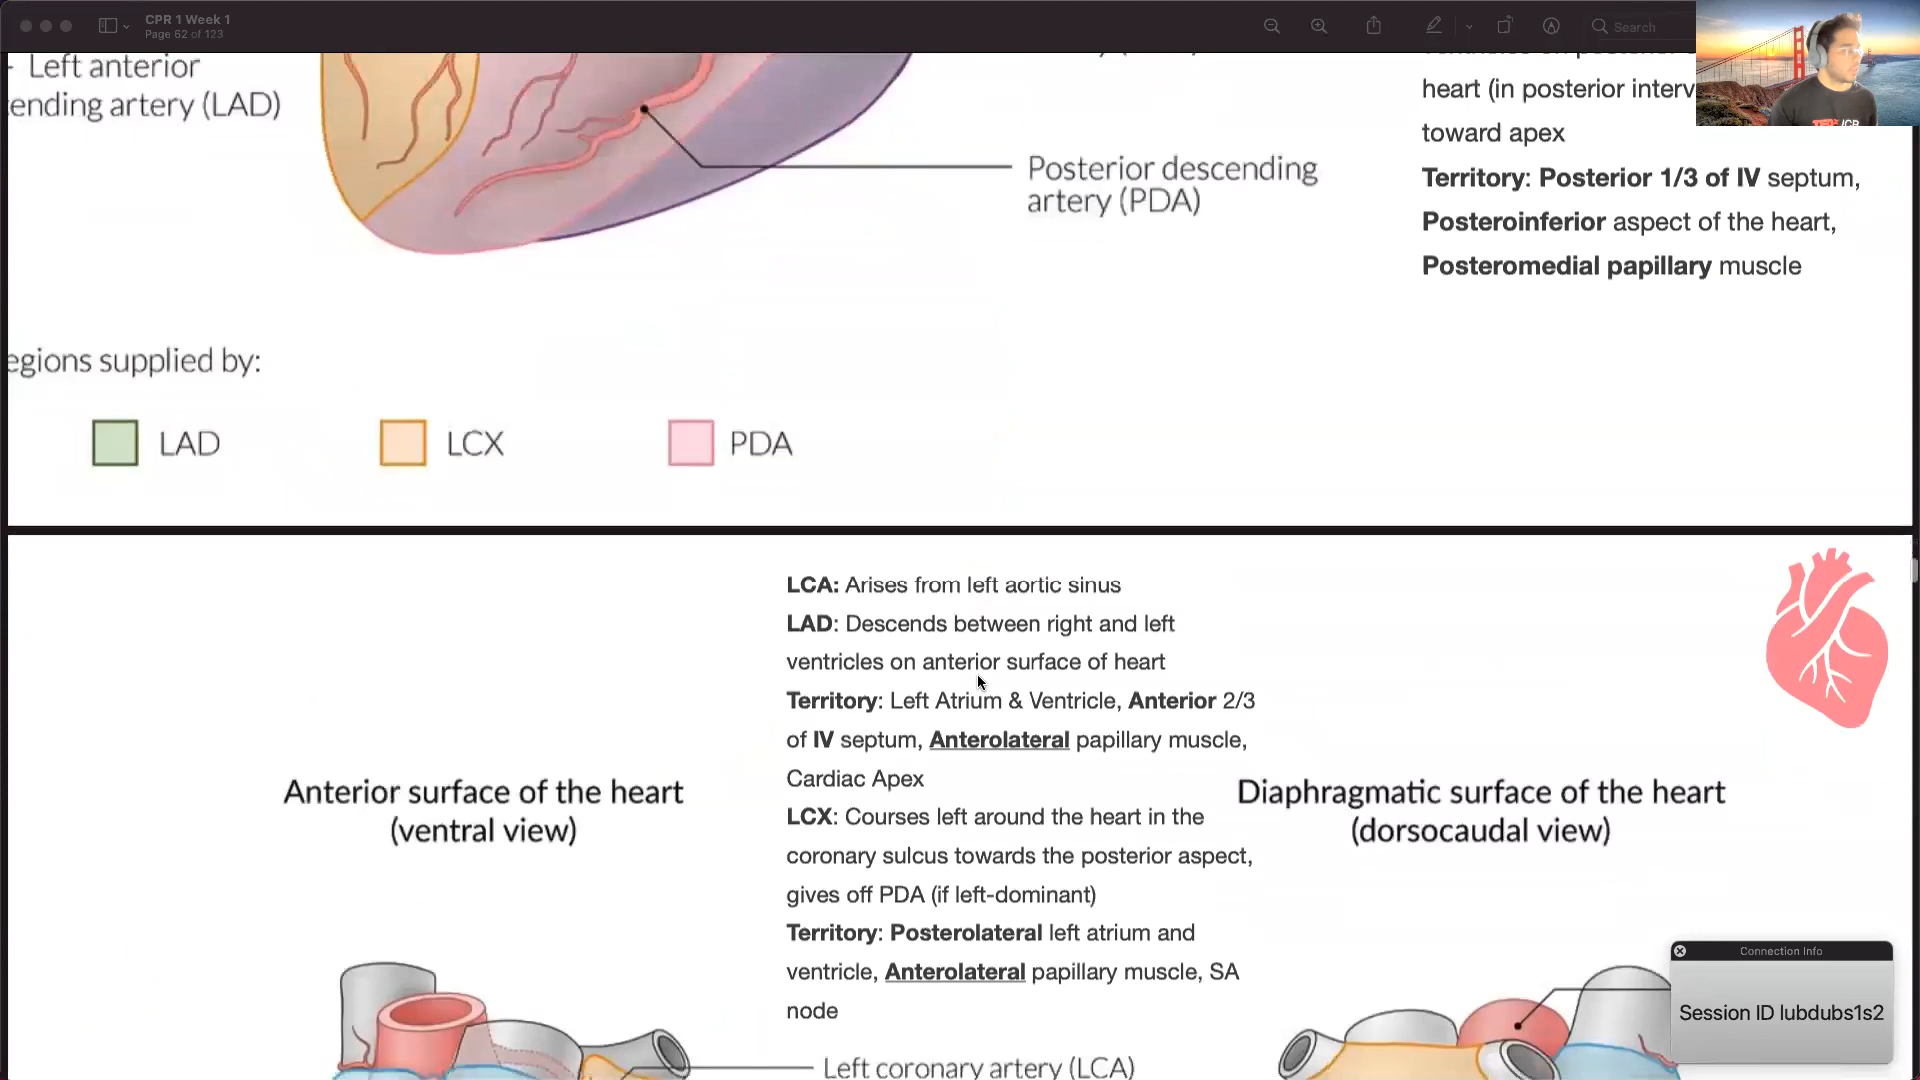 CPR 1 Week 1
Page 62 of 123
Search
Left anterior
ending artery (LAD)
heart (in posterior interv
toward apex
Posterior descending
artery (PDA)
Territory: Posterior 1/3 of IV septum,
Posteroinferior aspect of the heart,
Posteromedial papillary muscle
egions supplied by:
LAD
LCX
PDA
LCA: Arises from left aortic sinus
LAD: Descends between right and left
ventricles on anterior surface of heart
Territory: Left Atrium & Ventricle, Anterior 2/3
of IV septum, Anterolateral papillary muscle,
Cardiac Apex
LCX: Courses left around the heart in the
coronary sulcus towards the posterior aspect,
gives off PDA (if left-dominant)
Territory: Posterolateral left atrium and
ventricle, Anterolateral papillary muscle, SA
node
Anterior surface of the heart
(ventral view)
Diaphragmatic surface of the heart
(dorsocaudal view)
Left coronary artery (LCA)
Connection Info
Session ID lubdubs1s2